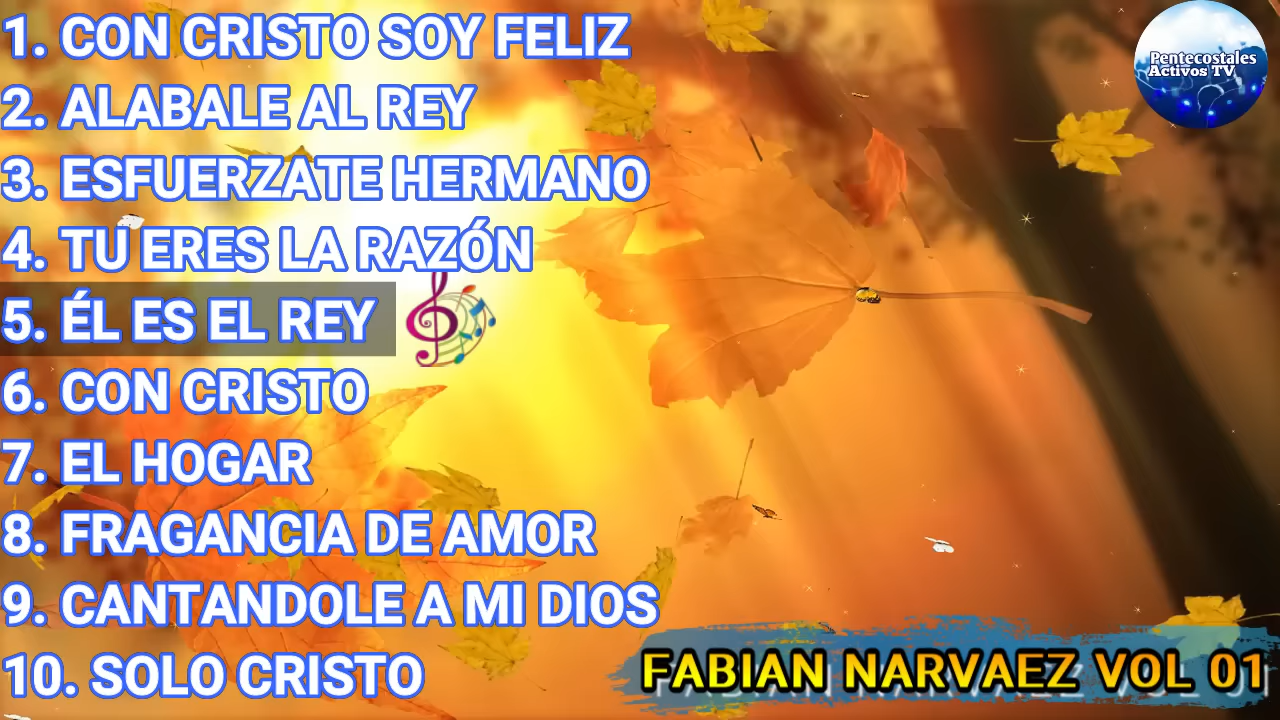 1. CON CRISTO SOY FELIZ
2. ALABALE AL REY
3. ESFUERZATE HERMANO
4. TU ERES LA RAZÓN
5. ÉL ES EL REY
6. CON CRISTO
7. EL HOGAR
8. FRAGANCIA DE AMOR
9. CANTANDOLE A MI DIOS
10. SOLO CRISTO
Pentecostales
Activos TV
FABIAN NARVAEZ VOL 01